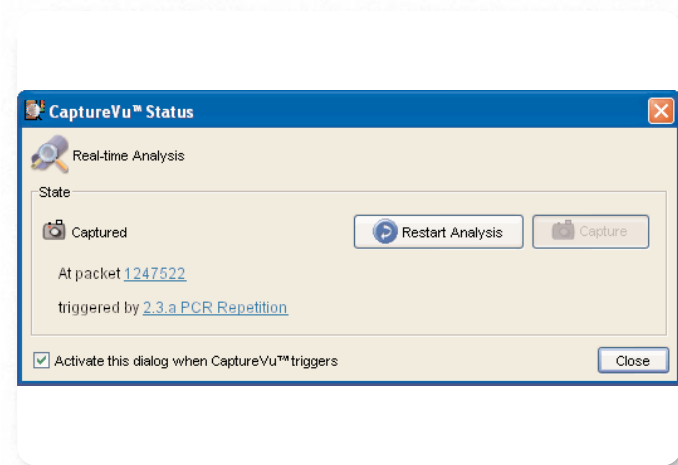 CaptureVu™ Status
Real-time Analysis
State
Captured
Restart Analysis
Capture
At packet 1247522
triggered by 2.3.a PCR Repetition
Activate this dialog when CaptureVu™ triggers
Close